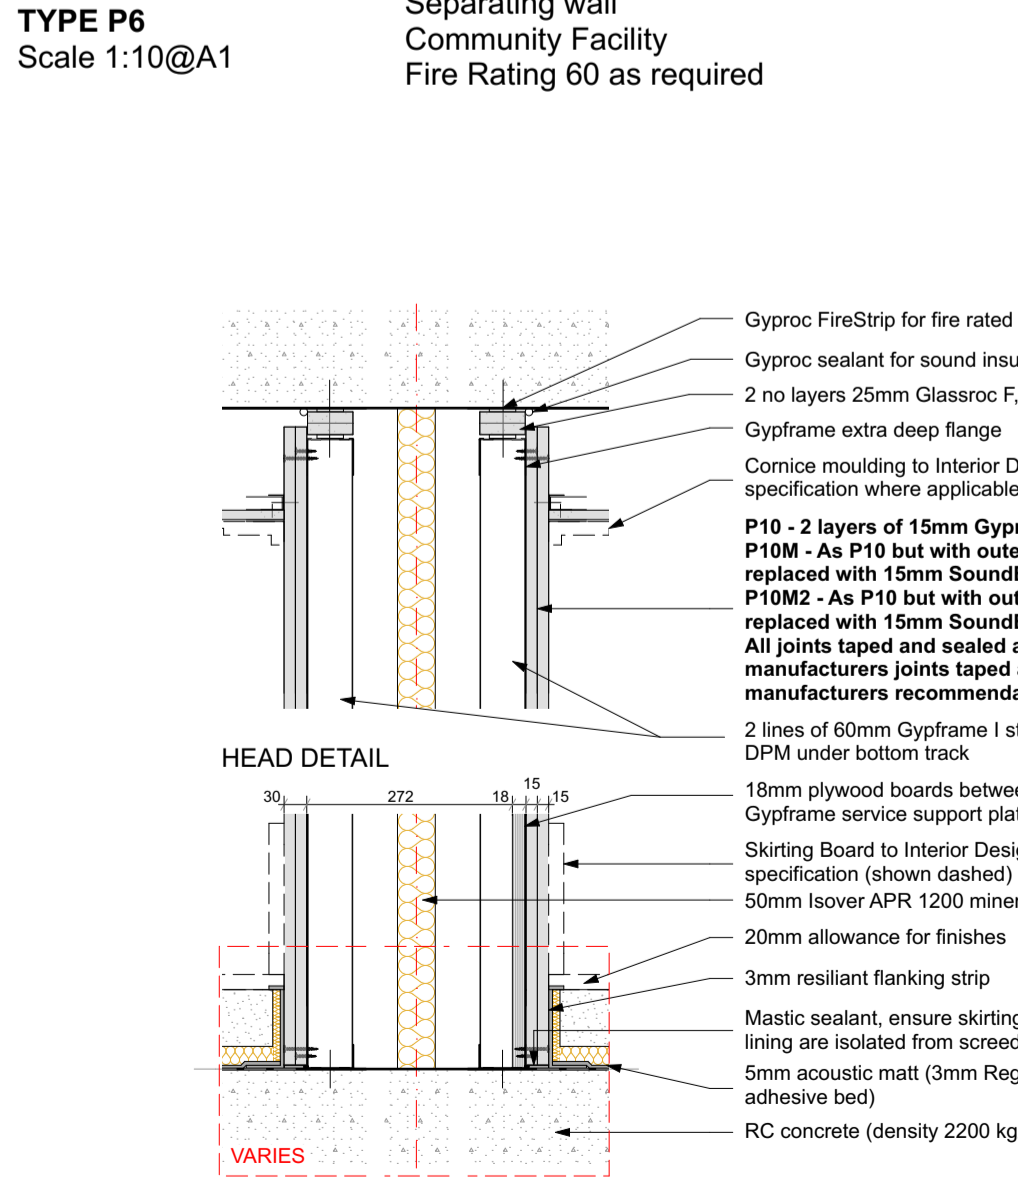 TYPE P6
Scale 1:10@A1
Separating wall
Community Facility
Fire Rating 60 as required
Gyproc FireStrip for fire rated
Gyproc sealant for sound insu
2 no layers 25mm Glassroc F,
Gypframe extra deep flange
Cornice moulding to Interior D
specification where applicable
P10 - 2 layers of 15mm Gypr
P10M - As P10 but with oute
replaced with 15mm SoundB
P10M2 - As P10 but with out
replaced with 15mm SoundB
All joints taped and sealed a
manufacturers joints taped a
manufacturers recommenda
2 lines of 60mm Gypframe I st
DPM under bottom track
HEAD DETAIL
30 272 18 15 15
18mm plywood boards betwee
Gypframe service support plat
Skirting Board to Interior Desig
specification (shown dashed)
50mm Isover APR 1200 miner
20mm allowance for finishes
3mm resiliant flanking strip
Mastic sealant, ensure skirting
lining are isolated from screed
5mm acoustic matt (3mm Reg
adhesive bed)
RC concrete (density 2200 kg
VARIES